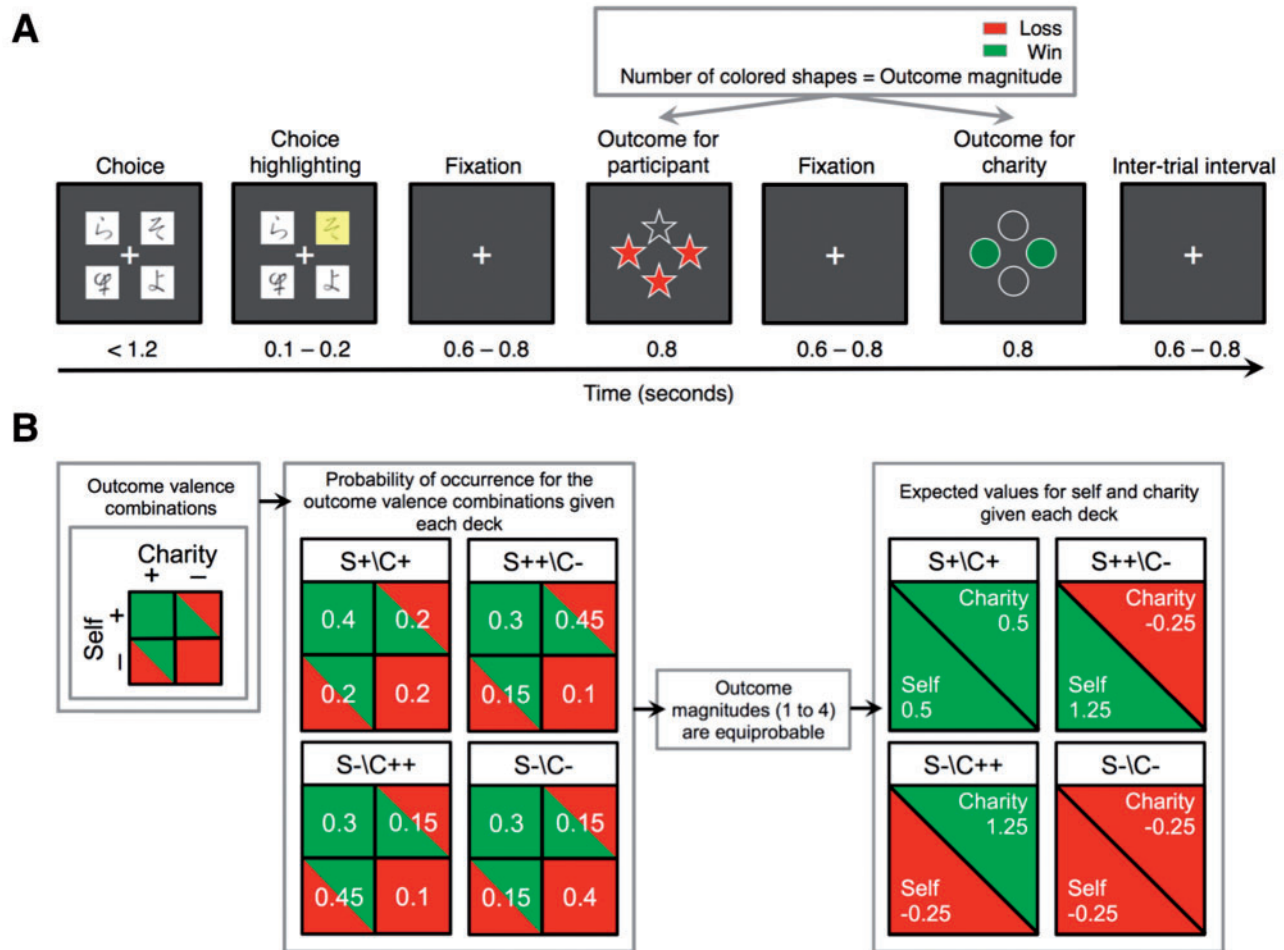 A
Loss
Win
Number of colored shapes = Outcome magnitude
Choice
Choice
highlighting
Fixation
Outcome for
participant
Fixation
Outcome for
charity
Inter-trial interval
ら そ
よ
ら そ
よ
< 1.2
0.1 – 0.2
0.6 – 0.8
0.8
0.6 – 0.8
0.8
0.6 – 0.8
Time (seconds)
B
Outcome valence
combinations
Charity
+ –
Self
+
–
Probability of occurrence for the
outcome valence combinations given
each deck
S+\C+
0.4 0.2
0.2 0.2
S++\C-
0.3 0.45
0.15 0.1
S-\C++
0.3 0.15
0.45 0.1
S-\C-
0.3 0.15
0.15 0.4
Outcome
magnitudes (1 to 4)
are equiprobable
Expected values for self and charity
given each deck
S+\C+
Charity
0.5
Self
0.5
S++\C-
Charity
-0.25
Self
1.25
S-\C++
Charity
1.25
Self
-0.25
S-\C-
Charity
-0.25
Self
-0.25